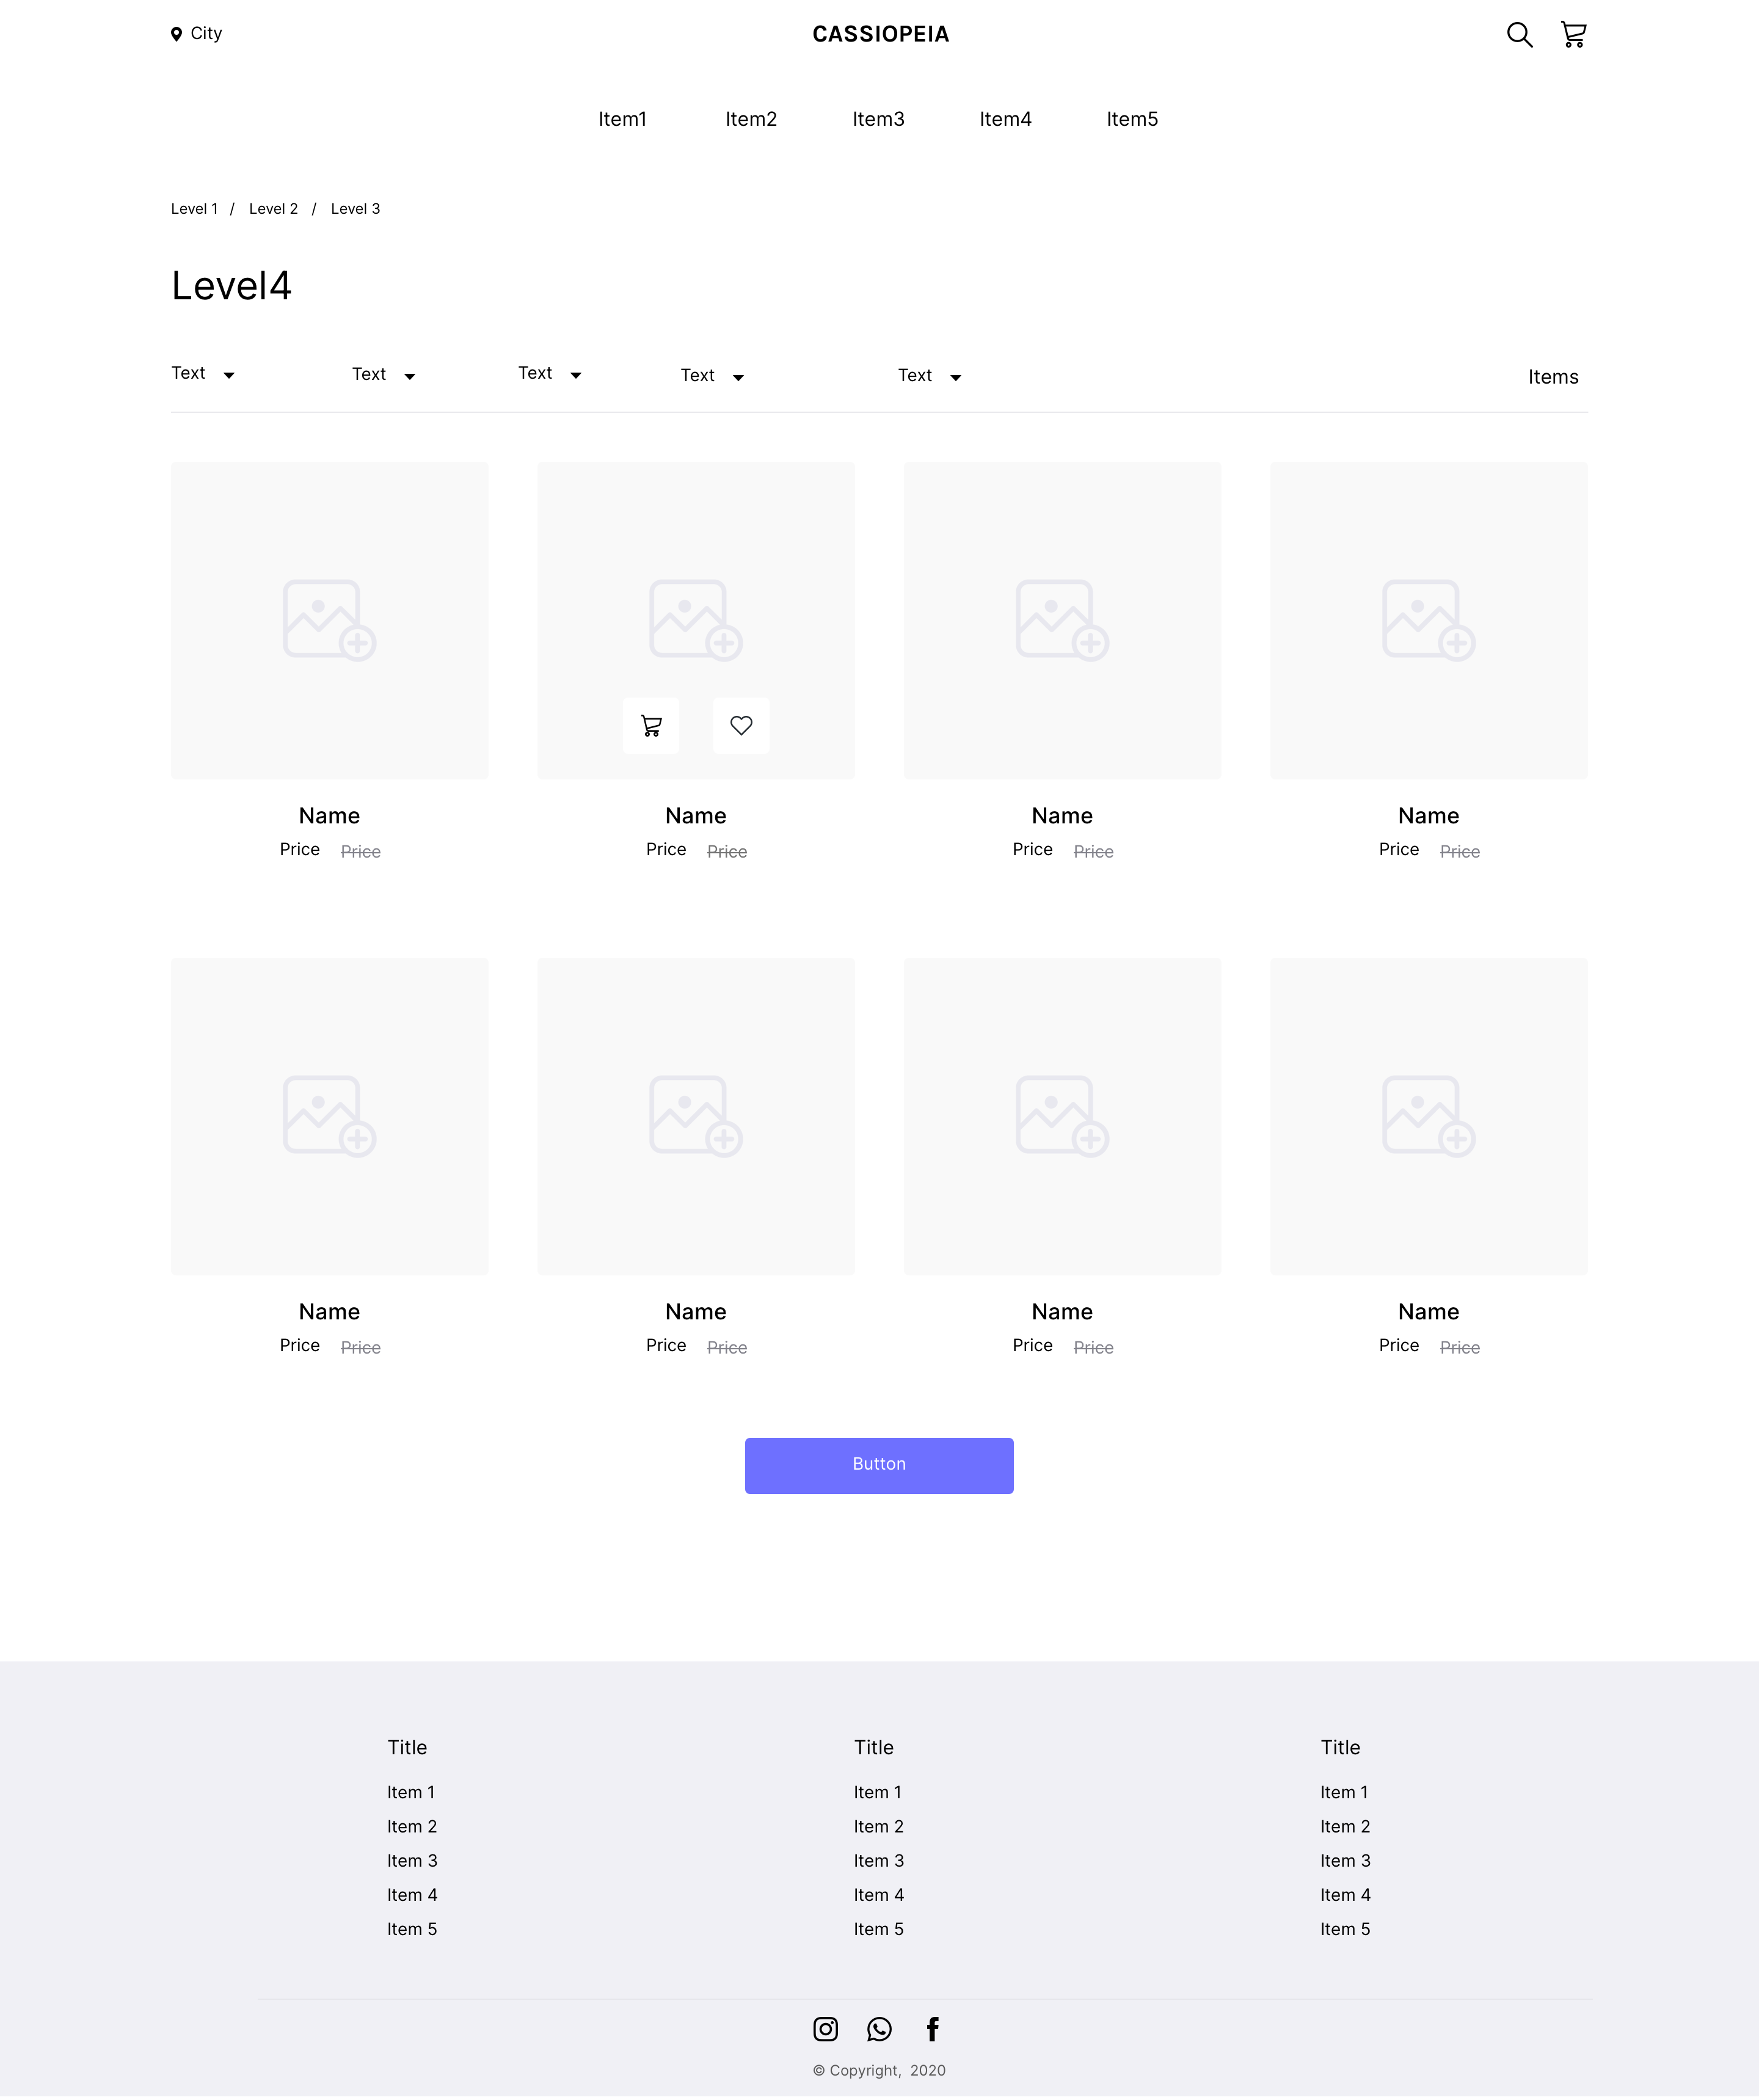 City CASSIOPEIA
Item1 Item2 Item3 Item4 Item5
Level 1 / Level 2 / Level 3
Level4
Text Text Text Text Text Items
Name Name Name Name
Price Price Price Price Price Price Price Price
Name Name Name Name
Price Price Price Price Price Price Price Price
Button
Title Title Title
Item 1 Item 1 Item 1
Item 2 Item 2 Item 2
Item 3 Item 3 Item 3
Item 4 Item 4 Item 4
Item 5 Item 5 Item 5
© Copyright, 2020